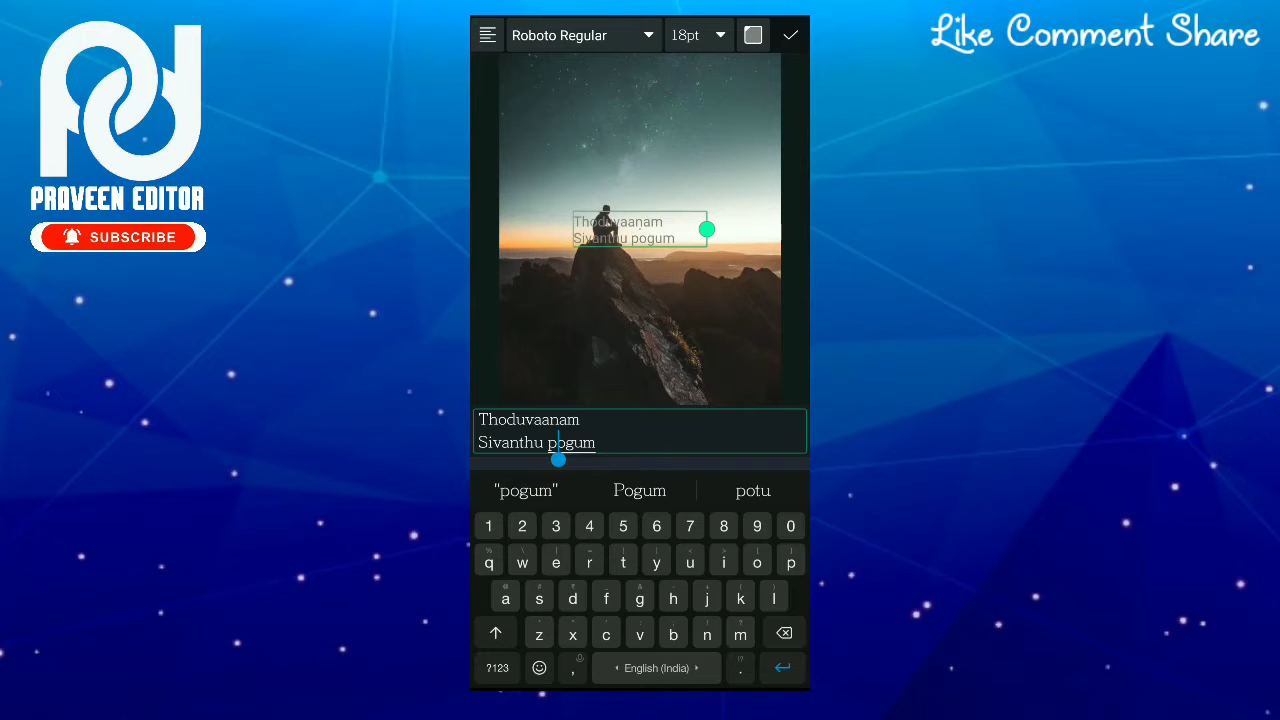 PRAVEEN EDITOR
SUBSCRIBE
Like Comment Share
Roboto Regular
18pt
Thoduvaanam
Sivanthu pogum
Thoduvaanam
Sivanthu pogum
"pogum" Pogum potu
1 2 3 4 5 6 7 8 9 0
q w e r t y u i o p
a s d f g h j k l
z x c v b n m
?123 , English (India) .